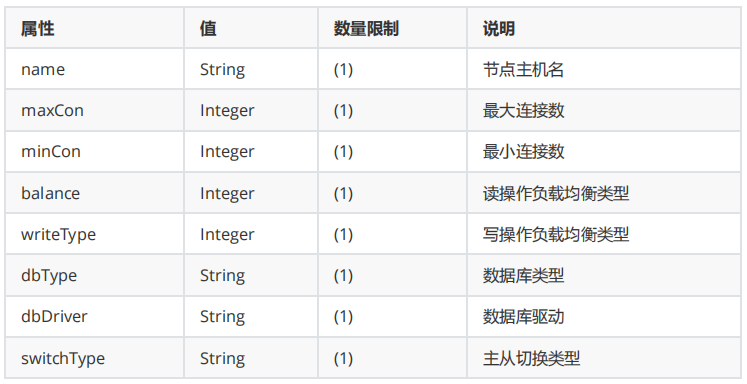 属性 值 数量限制 说明
name String (1) 节点主机名
maxCon Integer (1) 最大连接数
minCon Integer (1) 最小连接数
balance Integer (1) 读操作负载均衡类型
writeType Integer (1) 写操作负载均衡类型
dbType String (1) 数据库类型
dbDriver String (1) 数据库驱动
switchType String (1) 主从切换类型